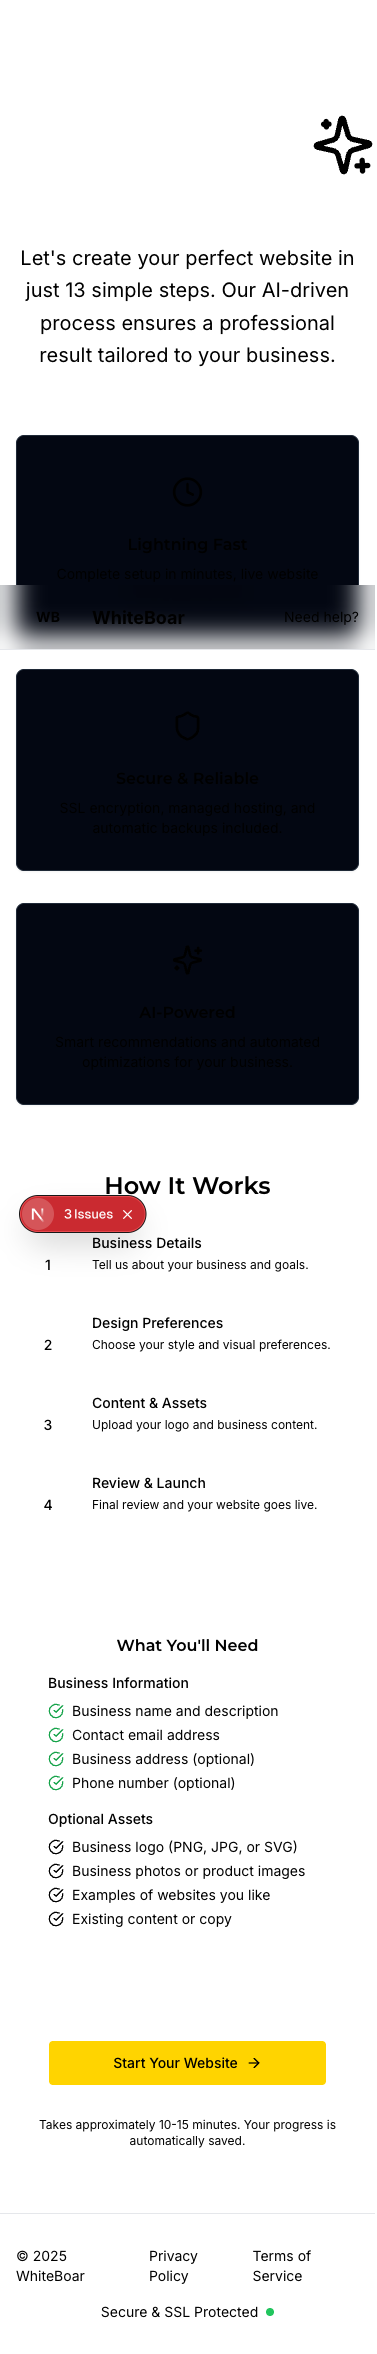 Let's create your perfect website in
just 13 simple steps. Our AI-driven
process ensures a professional
result tailored to your business.
Lightning Fast
Complete setup in minutes, live website
WB WhiteBoar Need help?
Secure & Reliable
SSL encryption, managed hosting, and
automatic backups included
AI-Powered
Smart recommendations and automated
optimizations for your business
How It Works
3 Issues
Business Details
1 Tell us about your business and goals.
Design Preferences
2 Choose your style and visual preferences.
Content & Assets
3 Upload your logo and business content.
Review & Launch
4 Final review and your website goes live.
What You'll Need
Business Information
Business name and description
Contact email address
Business address (optional)
Phone number (optional)
Optional Assets
Business logo (PNG, JPG, or SVG)
Business photos or product images
Examples of websites you like
Existing content or copy
Start Your Website
Takes approximately 10-15 minutes. Your progress is
automatically saved.
© 2025 Privacy Terms of
WhiteBoar Policy Service
Secure & SSL Protected